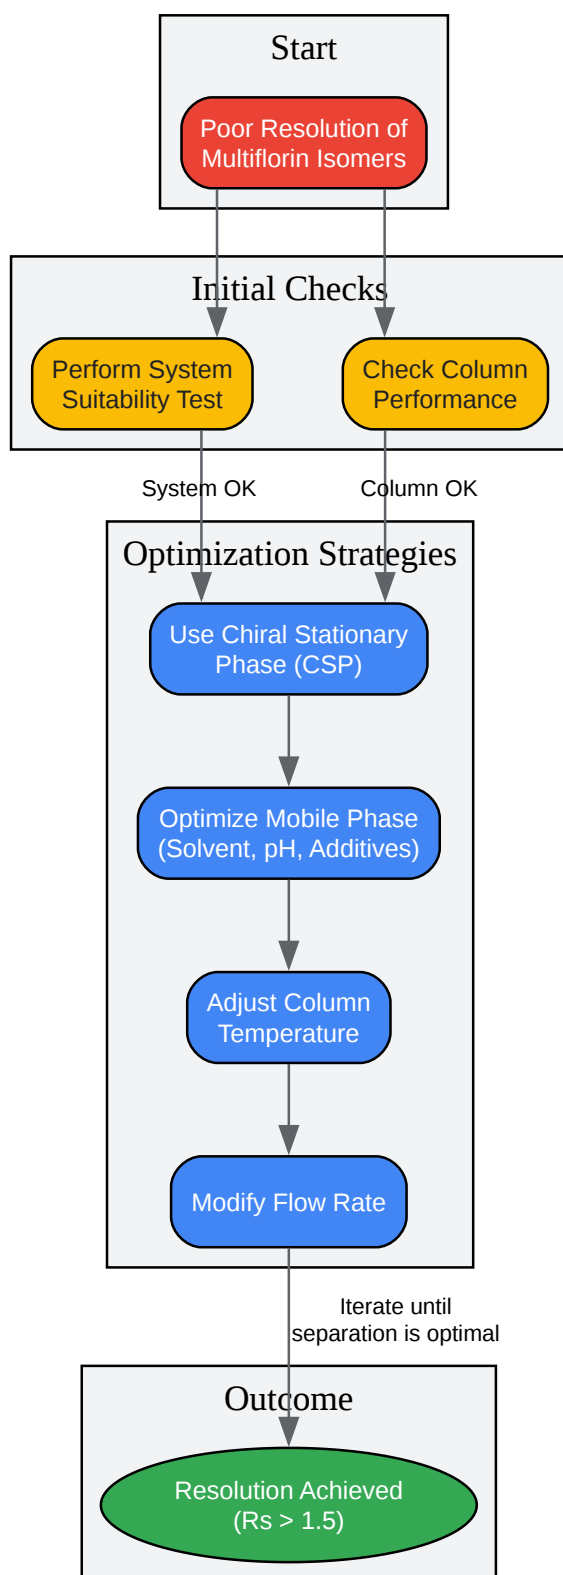 Start
Poor Resolution of
Multiflorin Isomers
Initial Checks
Perform System
Suitability Test
Check Column
Performance
System OK
Column OK
Optimization Strategies
Use Chiral Stationary
Phase (CSP)
Optimize Mobile Phase
(Solvent, pH, Additives)
Adjust Column
Temperature
Modify Flow Rate
Iterate until
separation is optimal
Outcome
Resolution Achieved
(Rs > 1.5)